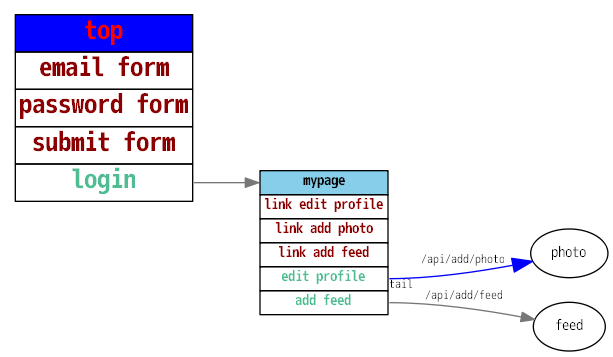 top
email form
password form
submit form
login
mypage
link edit profile
link add photo
link add feed
edit profile
add feed
/api/add/photo
tail
/api/add/feed
photo
feed